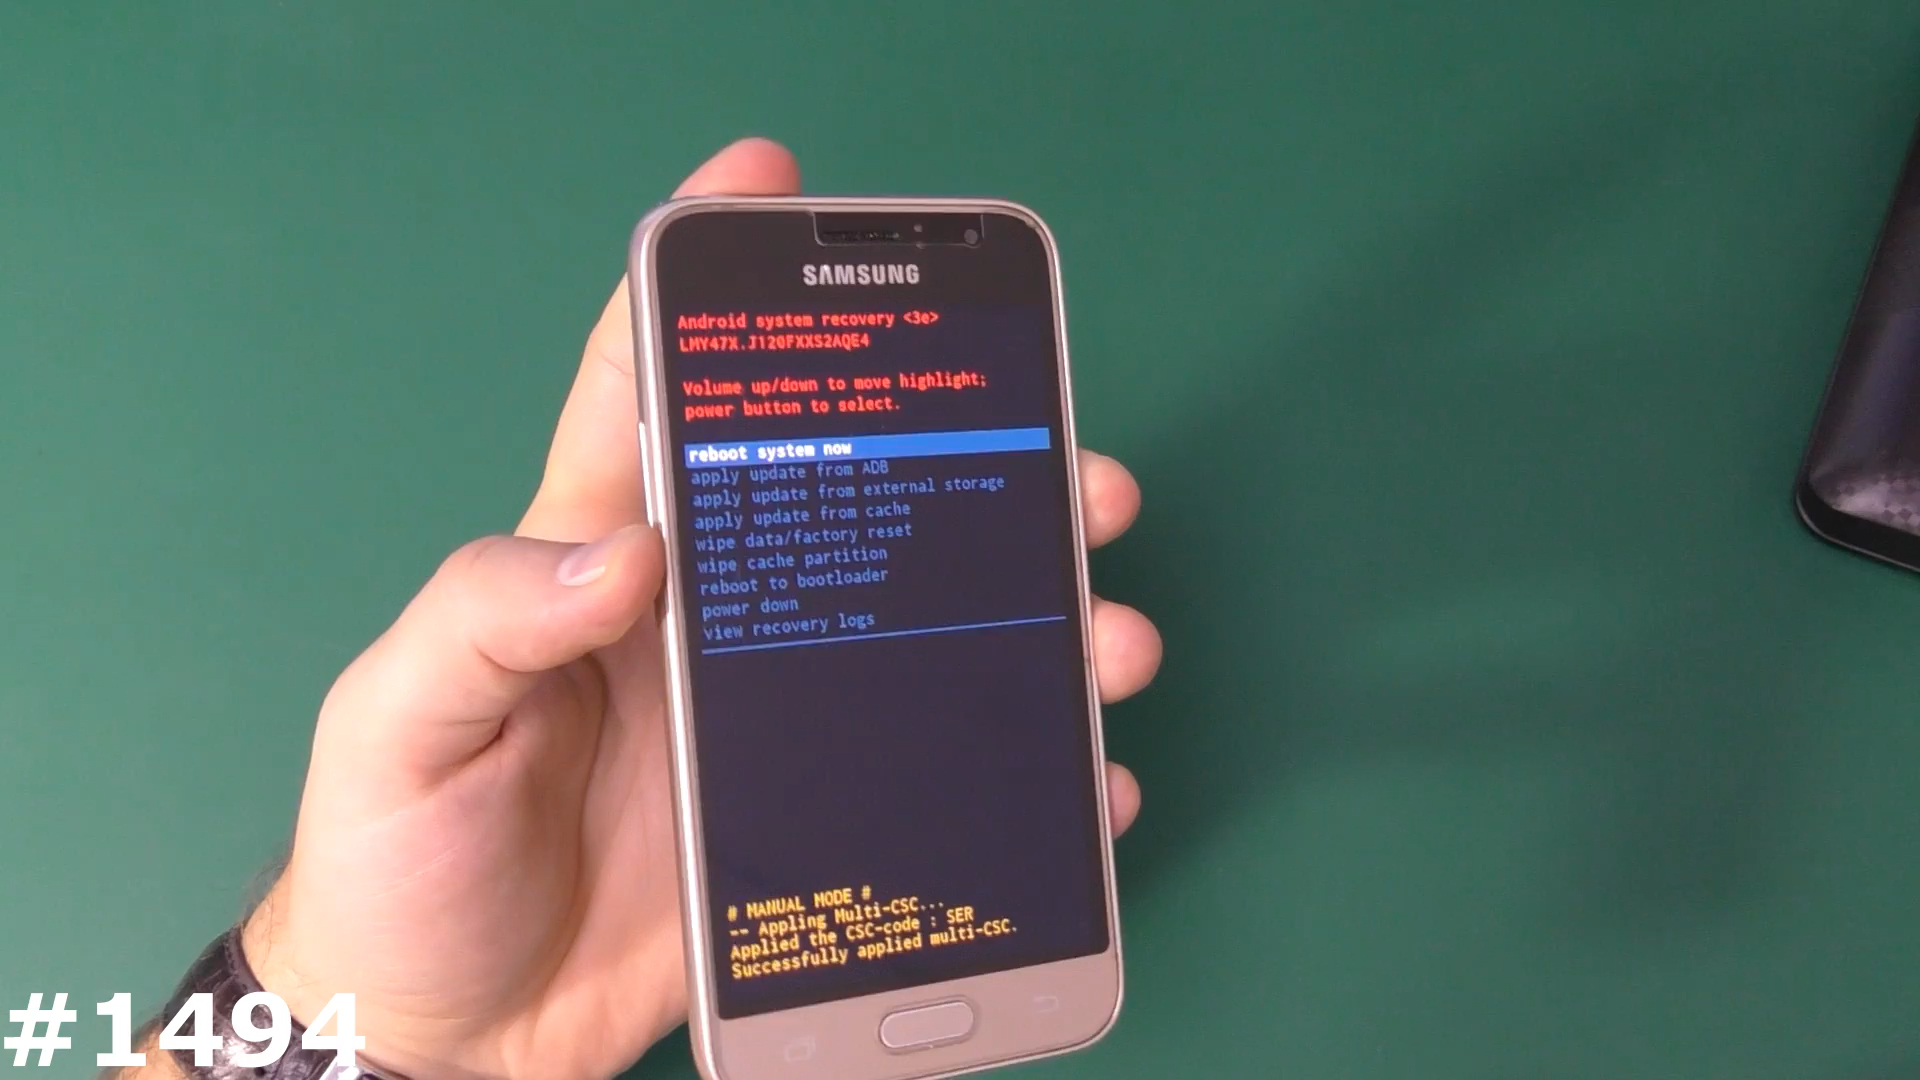 SAMSUNG
Android system recovery <3e>
LMY47X.J120FXXS2AQE4
Volume up/down to move highlight;
power button to select.
reboot system now
apply update from ADB
apply update from external storage
apply update from cache
wipe data/factory reset
wipe cache partition
reboot to bootloader
power down
view recovery logs
# MANUAL MODE #
-- Appling Multi-CSC...
Applied the CSC-code : SER
Successfully applied multi-CSC.
#1494